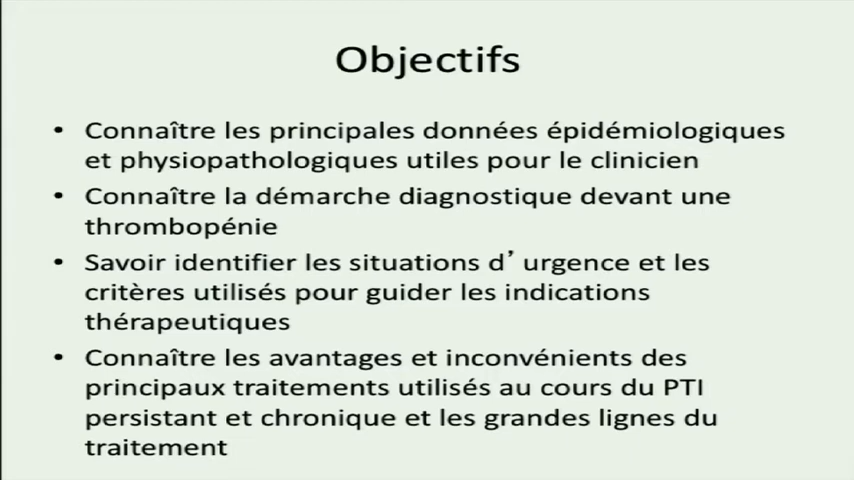 Objectifs
• Connaître les principales données épidémiologiques
et physiopathologiques utiles pour le clinicien
• Connaître la démarche diagnostique devant une
thrombopénie
• Savoir identifier les situations d’ urgence et les
critères utilisés pour guider les indications
thérapeutiques
• Connaître les avantages et inconvénients des
principaux traitements utilisés au cours du PTI
persistant et chronique et les grandes lignes du
traitement